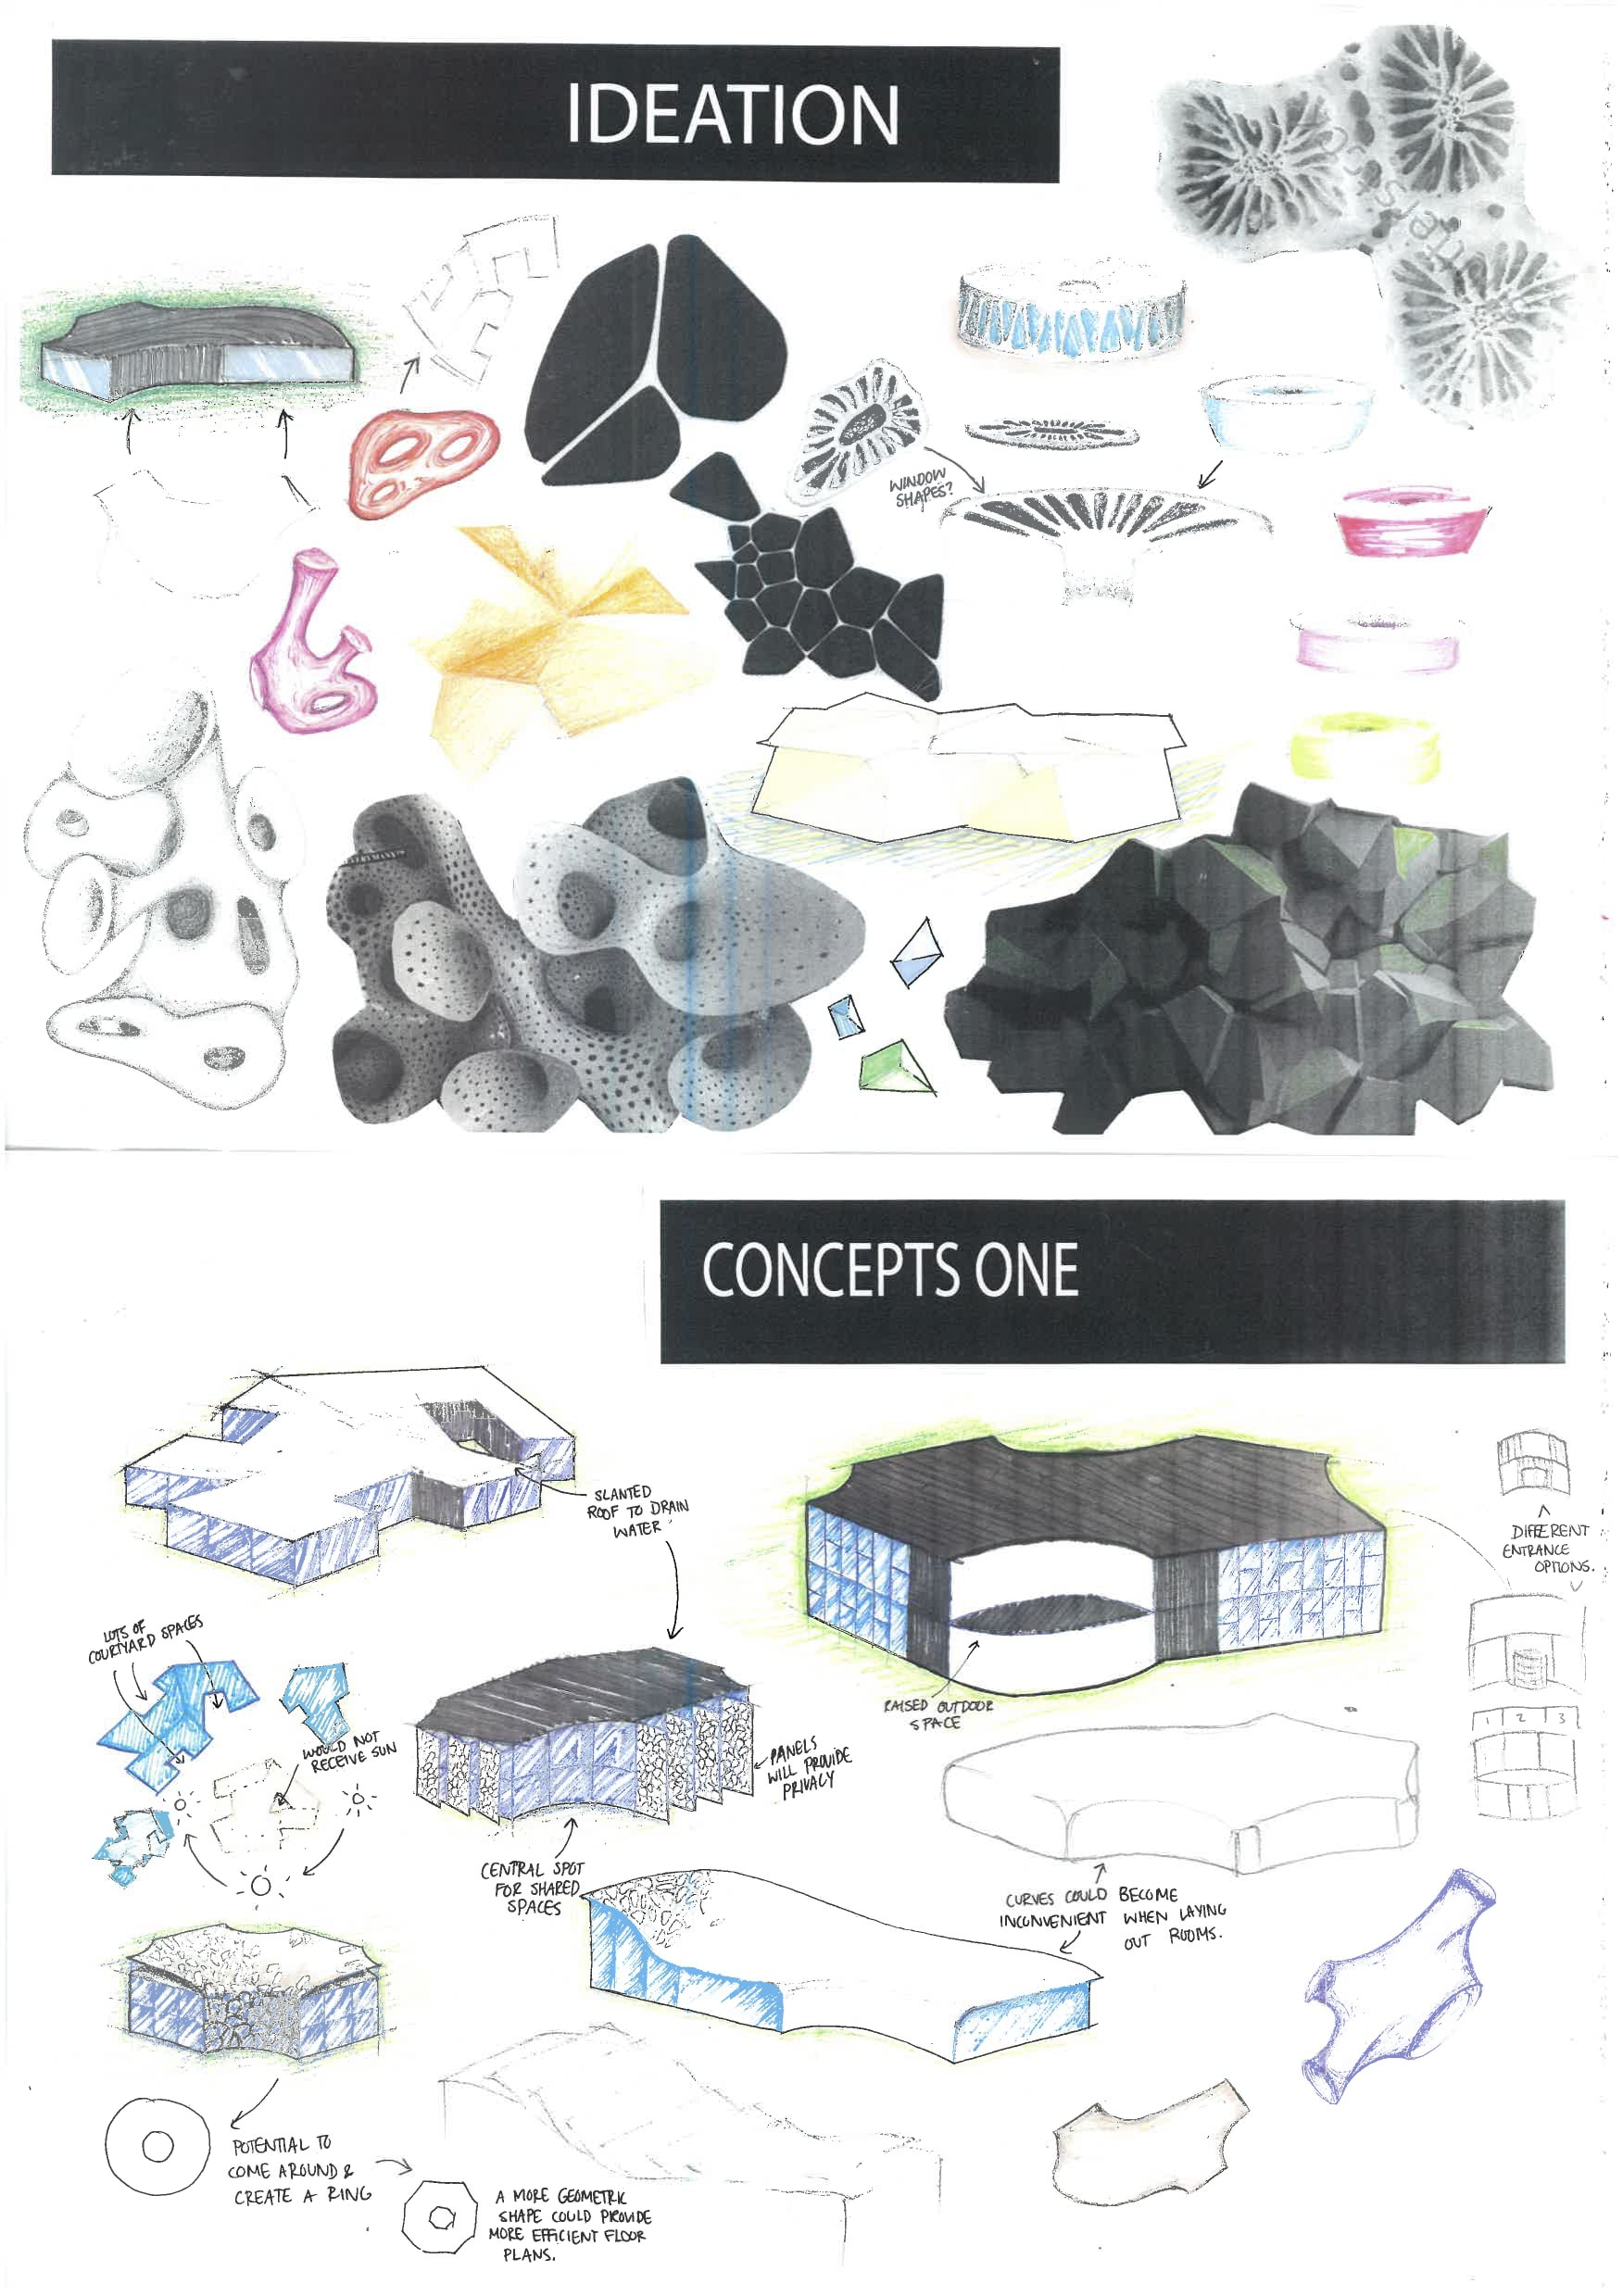 IDEATION
WINDOW
SHAPES?
CONCEPTS ONE
SLANTED
ROOF TO DRAIN
WATER
DIFFERENT
ENTRANCE
OPTIONS.
LOTS OF
COURTYARD SPACES
WOULD NOT
RECEIVE SUN
RAISED OUTDOOR
SPACE
1 2 3
PANELS
WILL PROVIDE
PRIVACY
CENTRAL SPOT
FOR SHARED
SPACES
CURVES COULD BECOME
INCONVENIENT WHEN LAYING
OUT ROOMS.
POTENTIAL TO
COME AROUND &
CREATE A RING
A MORE GEOMETRIC
SHAPE COULD PROVIDE
MORE EFFICIENT FLOOR
PLANS.